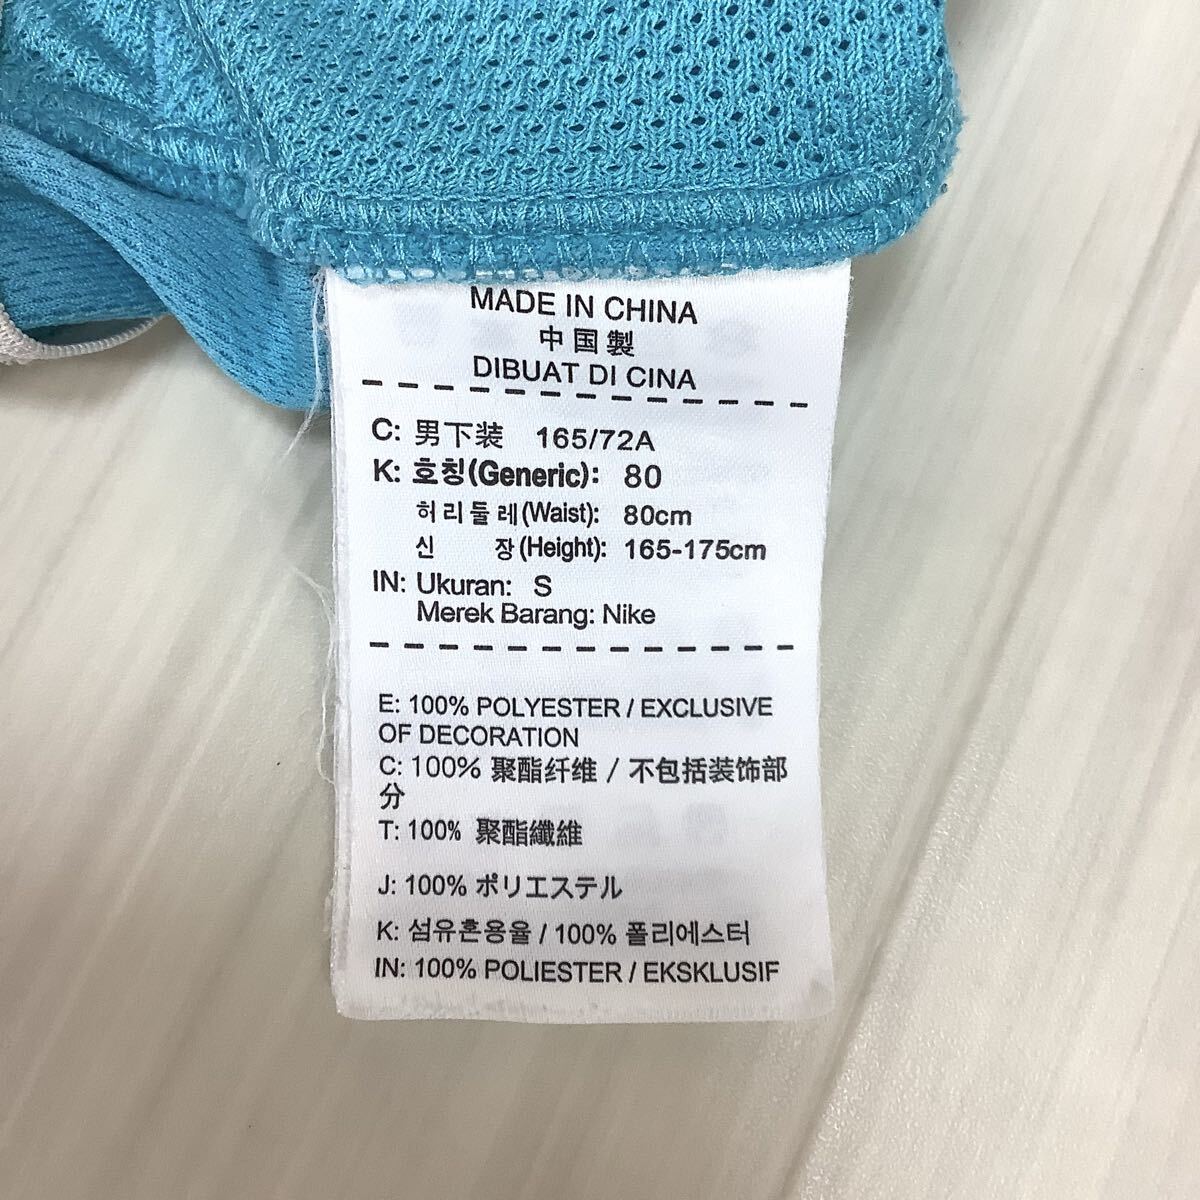 MADE IN CHINA
中国製
DIBUAT DI CINA
C: 男下装 165/72A
K: 호칭(Generic): 80
허리둘레(Waist): 80cm
신 장(Height): 165-175cm
IN: Ukuran: S
Merek Barang: Nike
E: 100% POLYESTER / EXCLUSIVE
OF DECORATION
C: 100% 聚酯纤维 / 不包括装饰部
分
T: 100% 聚酯纖維
J: 100% ポリエステル
K: 섬유혼용율 / 100% 폴리에스터
IN: 100% POLIESTER / EKSKLUSIF